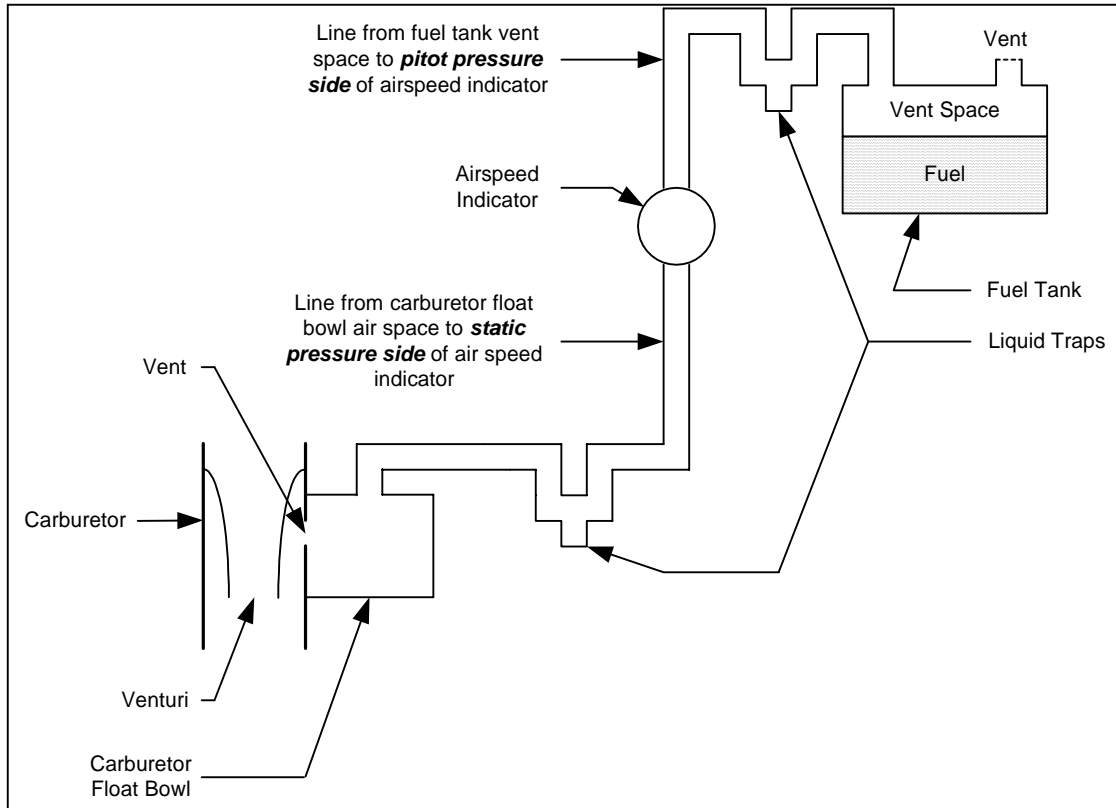 Line from fuel tank vent
space to pitot pressure
side of airspeed indicator
Vent
Vent Space
Fuel
Airspeed
Indicator
Fuel Tank
Line from carburetor float
bowl air space to static
pressure side of air speed
indicator
Liquid Traps
Vent
Carburetor
Venturi
Carburetor
Float Bowl